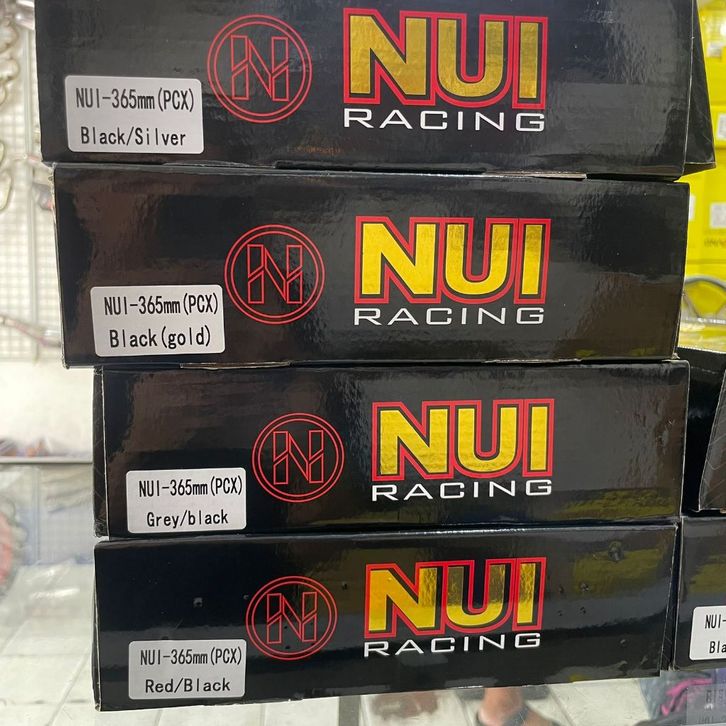 NUI
RACING
NUI-365mm(PCX)
Black/Silver
NUI
RACING
NUI-365mm(PCX)
Black(gold)
NUI
RACING
NUI-365mm(PCX)
Grey/black
NUI
RACING
NUI-365mm(PCX)
Red/Black
NUI-